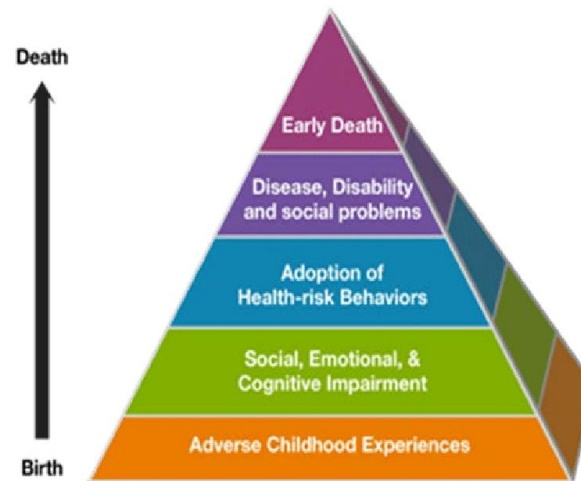 Death
Early Death
Disease, Disability
and social problems
Adoption of
Health-risk Behaviors
Social, Emotional, &
Cognitive Impairment
Adverse Childhood Experiences
Birth